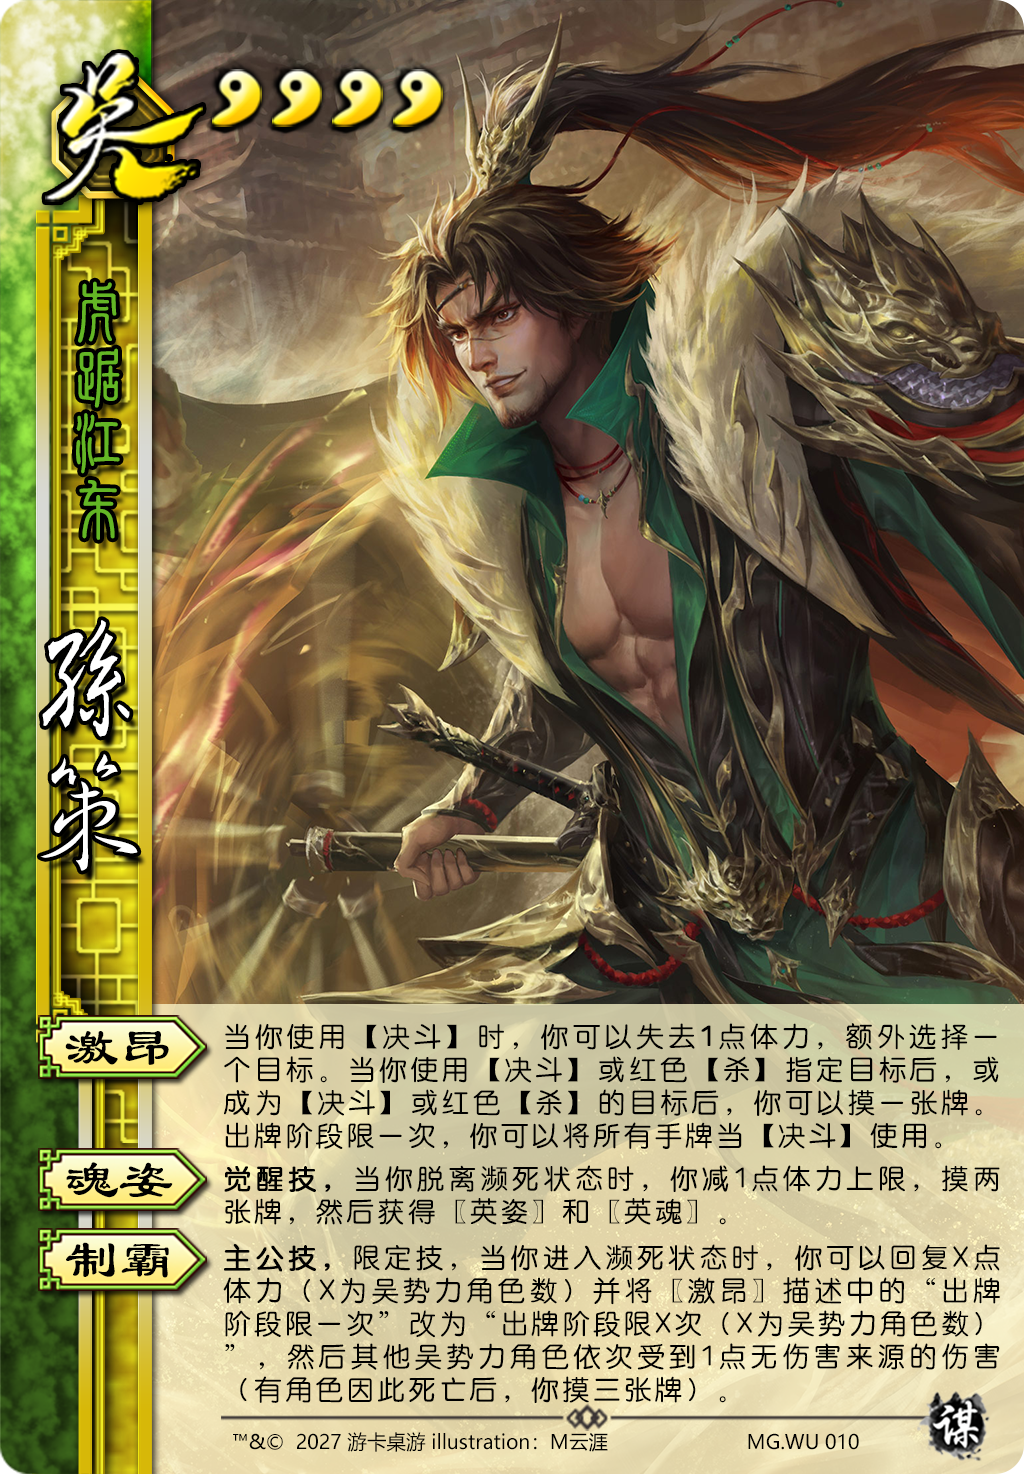 吴
9999
虎踞江东
孫策
激昂
当你使用【决斗】时，你可以失去1点体力，额外选择一
个目标。当你使用【决斗】或红色【杀】指定目标后，或
成为【决斗】或红色【杀】的目标后，你可以摸一张牌。
出牌阶段限一次，你可以将所有手牌当【决斗】使用。
魂姿
觉醒技，当你脱离濒死状态时，你减1点体力上限，摸两
张牌，然后获得〖英姿〗和〖英魂〗。
制霸
主公技，限定技，当你进入濒死状态时，你可以回复X点
体力（X为吴势力角色数）并将〖激昂〗描述中的“出牌
阶段限一次”改为“出牌阶段限X次（X为吴势力角色数）
”，然后其他吴势力角色依次受到1点无伤害来源的伤害
（有角色因此死亡后，你摸三张牌）。
™&© 2027 游卡桌游 illustration：M云涯
MG.WU 010
谋